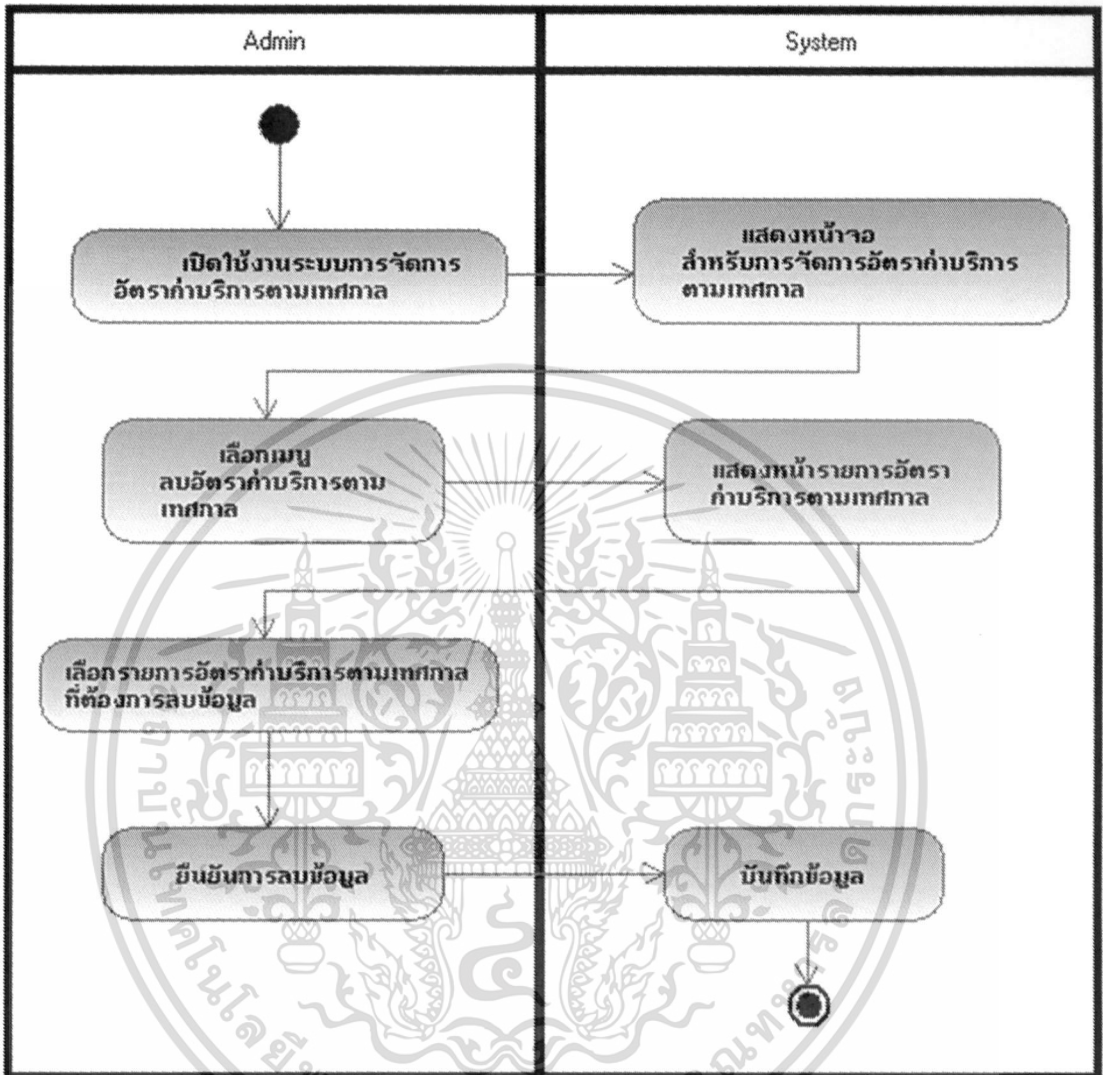 Admin
System
เปิดใช้งานระบบการจัดการ
อัตราค่าบริการตามเทศกาล
แสดงหน้าจอ
สำหรับการจัดการอัตราค่าบริการ
ตามเทศกาล
เลือกเมนู
ลบอัตราค่าบริการตาม
เทศกาล
แสดงหน้ารายการอัตรา
ค่าบริการตามเทศกาล
เลือกรายการอัตราค่าบริการตามเทศกาล
ที่ต้องการลบข้อมูล
ยืนยันการลบข้อมูล
บันทึกข้อมูล